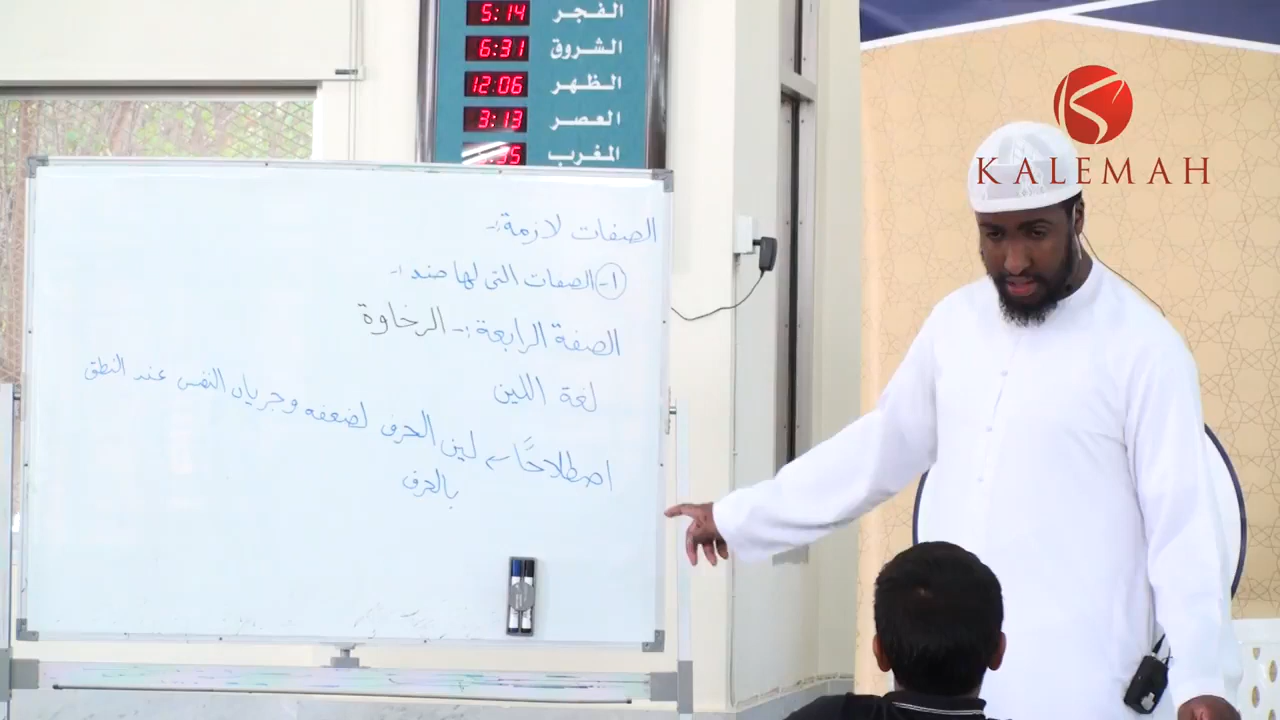 5:14 الفجر
6:31 الشروق
12:06 الظهر
3:13 العصر
35 المغرب
KALEMAH
الصفات لازمة:-
1- الصفات التي لها ضد :-
الصفة الرابعة :- الرخاوة
لغة اللين
اصطلاحًا لين الحرف لضعفه وجريان النفس عند النطق
بالحرف